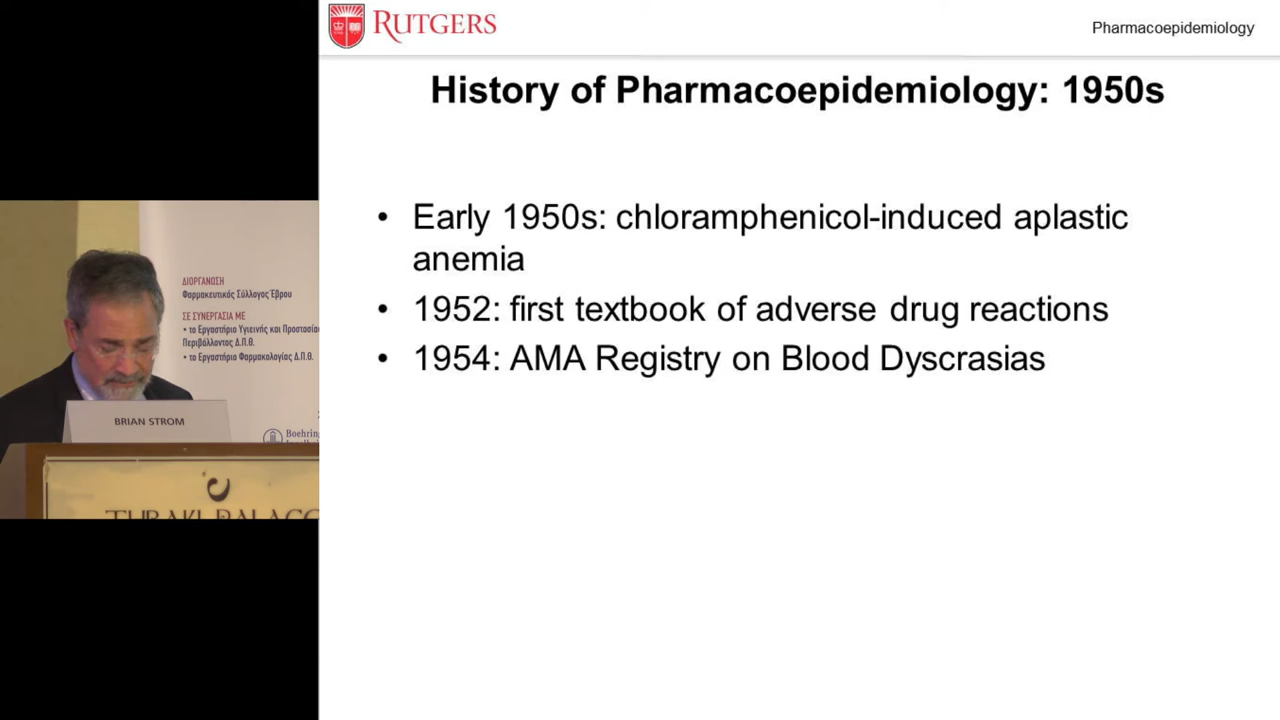 RUTGERS
Pharmacoepidemiology
History of Pharmacoepidemiology: 1950s
• Early 1950s: chloramphenicol-induced aplastic
anemia
• 1952: first textbook of adverse drug reactions
• 1954: AMA Registry on Blood Dyscrasias
ΔΙΟΡΓΑΝΩΣΗ
Φαρμακευτικός Σύλλογος Έβρου
ΣΕ ΣΥΝΕΡΓΑΣΙΑ ΜΕ
• το Εργαστήριο Υγιεινής και Προστασίας
Περιβάλλοντος Δ.Π.Θ.
• το Εργαστήριο Φαρμακολογίας Δ.Π.Θ.
BRIAN STROM